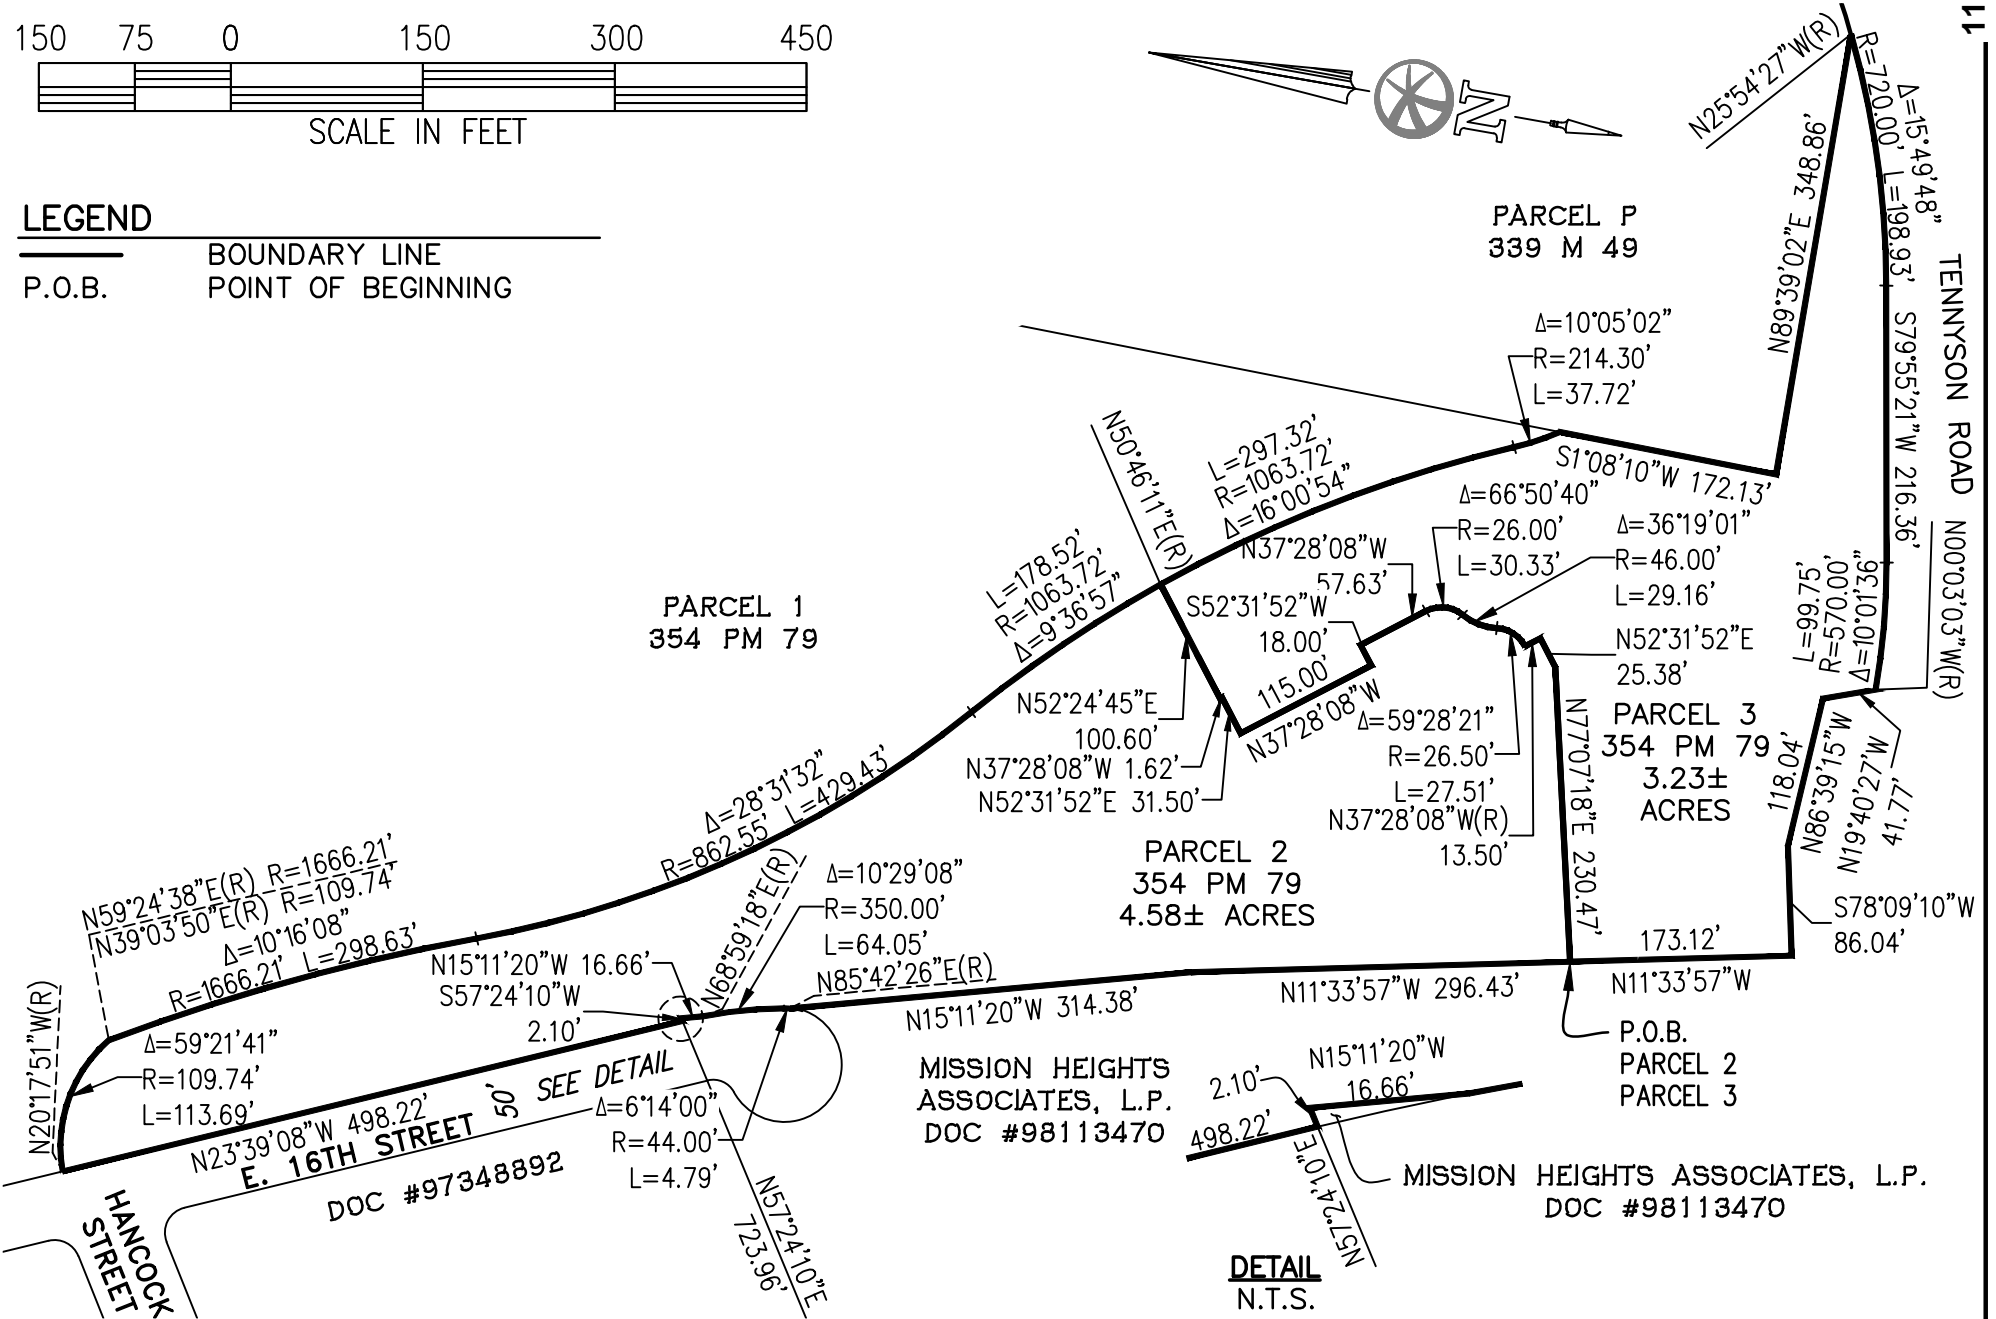 150 75 0 150 300 450
SCALE IN FEET
LEGEND
BOUNDARY LINE
P.O.B. POINT OF BEGINNING
N
11
N25°54'27"W(R)
R=720.00' L=198.93'
Δ=15°49'48"
N89°39'02"E 348.86'
PARCEL P
339 M 49
TENNYSON ROAD
S79°55'21"W 216.36'
Δ=10°05'02"
R=214.30'
L=37.72'
S1°08'10"W 172.13'
N50°46'11"E(R)
L=297.32'
R=1063.72'
Δ=16°00'54"
L=178.52'
R=1063.72'
Δ=9°36'57"
N37°28'08"W
57.63'
S52°31'52"W
18.00'
115.00'
N37°28'08"W
Δ=66°50'40"
R=26.00'
L=30.33'
Δ=36°19'01"
R=46.00'
L=29.16'
N52°31'52"E
25.38'
L=99.75'
R=570.00'
Δ=10°01'36"
N00°03'03"W(R)
PARCEL 1
354 PM 79
N52°24'45"E
100.60'
N37°28'08"W 1.62'
N52°31'52"E 31.50'
Δ=59°28'21"
R=26.50'
L=27.51'
N37°28'08"W(R)
13.50'
N77°07'18"E 230.47'
PARCEL 3
354 PM 79
3.23±
ACRES
118.04'
N86°39'15"W
N19°40'27"W
41.77'
Δ=28°31'32"
R=862.55' L=429.43'
PARCEL 2
354 PM 79
4.58± ACRES
S78°09'10"W
86.04'
173.12'
N11°33'57"W
N59°24'38"E(R) R=1666.21'
N39°03'50"E(R) R=109.74'
Δ=10°16'08"
R=1666.21' L=298.63'
N15°11'20"W 16.66'
S57°24'10"W
2.10'
N68°59'18"E(R)
Δ=10°29'08"
R=350.00'
L=64.05'
N85°42'26"E(R)
N15°11'20"W 314.38'
N11°33'57"W 296.43'
N20°17'51"W(R)
Δ=59°21'41"
R=109.74'
L=113.69'
N23°39'08"W 498.22'
E. 16TH STREET 50' SEE DETAIL
DOC #97348892
Δ=6°14'00"
R=44.00'
L=4.79'
N57°24'10"E
723.96'
HANCOCK
STREET
MISSION HEIGHTS
ASSOCIATES, L.P.
DOC #98113470
P.O.B.
PARCEL 2
PARCEL 3
N15°11'20"W
16.66'
2.10'
498.22'
N57°24'10"E
MISSION HEIGHTS ASSOCIATES, L.P.
DOC #98113470
DETAIL
N.T.S.